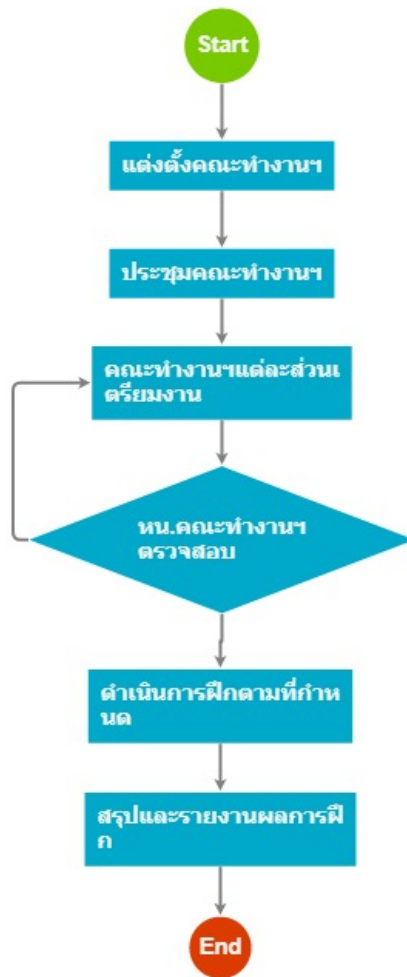 Start
แต่งตั้งคณะทำงานฯ
ประชุมคณะทำงานฯ
คณะทำงานฯแต่ละส่วนเ
ตรียมงาน
หน.คณะทำงานฯ
ตรวจสอบ
ดำเนินการฝึกตามที่กำห
นด
สรุปและรายงานผลการฝึ
ก
End